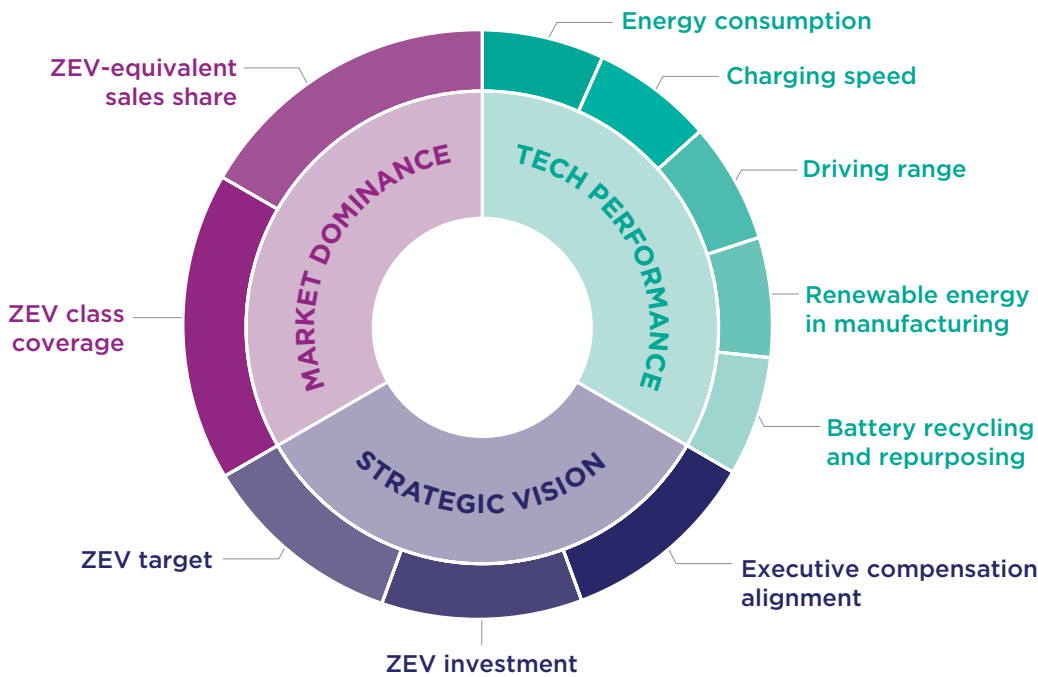 Energy consumption
Charging speed
Driving range
Renewable energy
in manufacturing
Battery recycling
and repurposing
Executive compensation
alignment
ZEV investment
ZEV target
ZEV class
coverage
ZEV-equivalent
sales share
MARKET DOMINANCE
TECH PERFORMANCE
STRATEGIC VISION